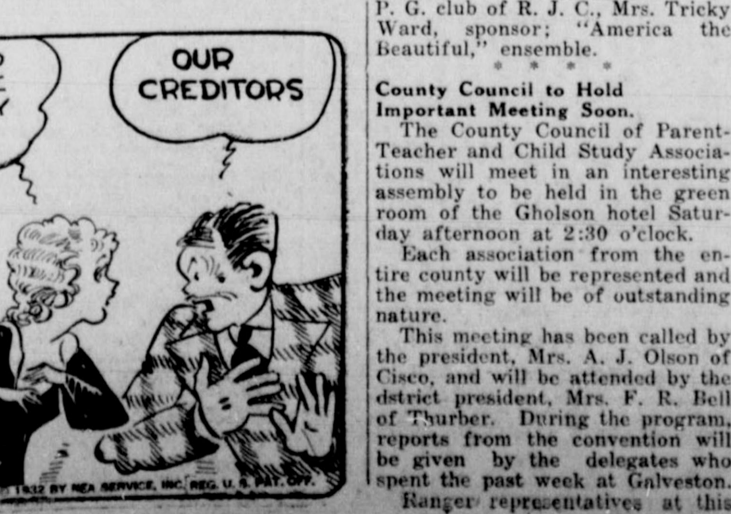 OUR
CREDITORS
1932 BY NEA SERVICE, INC. REG. U. S. PAT. OFF.
P. G. club of R. J. C., Mrs. Tricky
Ward, sponsor; "America the
Beautiful," ensemble.
* * * *
County Council to Hold
Important Meeting Soon.
The County Council of Parent-
Teacher and Child Study Associa-
tions will meet in an interesting
assembly to be held in the green
room of the Gholson hotel Satur-
day afternoon at 2:30 o'clock.
Each association from the en-
tire county will be represented and
the meeting will be of outstanding
nature.
This meeting has been called by
the president, Mrs. A. J. Olson of
Cisco, and will be attended by the
dstrict president, Mrs. F. R. Bell
of Thurber. During the program,
reports from the convention will
be given by the delegates who
spent the past week at Galveston.
Ranger representatives at this